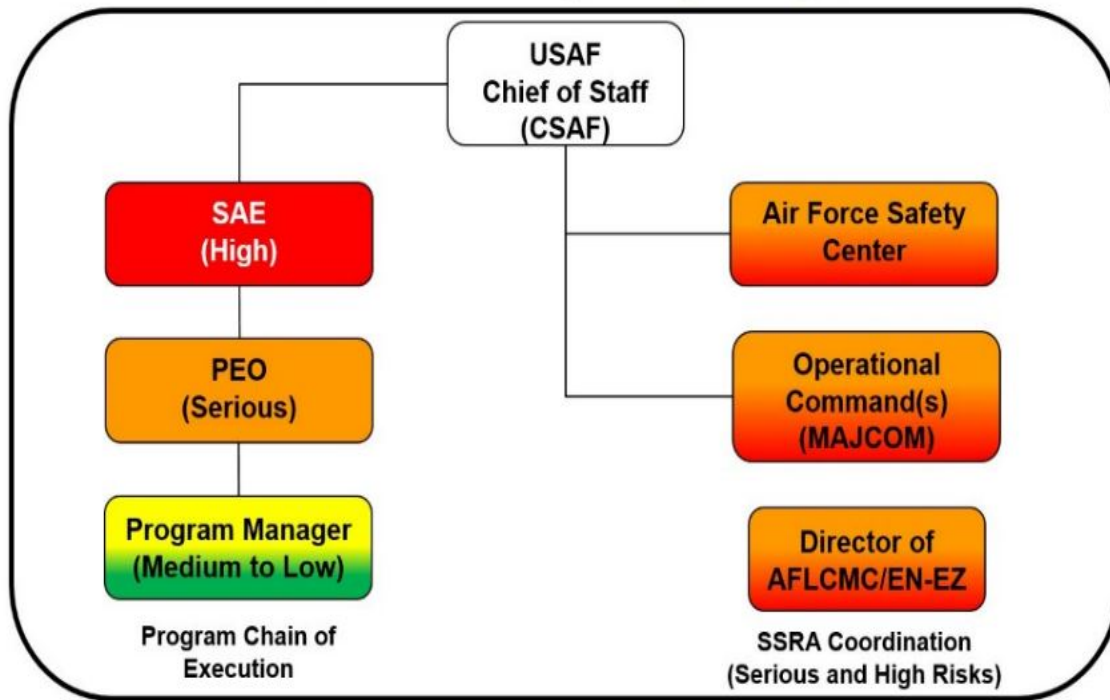 USAF
Chief of Staff
(CSAF)
SAE
(High)
PEO
(Serious)
Program Manager
(Medium to Low)
Program Chain of
Execution
Air Force Safety
Center
Operational
Command(s)
(MAJCOM)
Director of
AFLCMC/EN-EZ
SSRA Coordination
(Serious and High Risks)